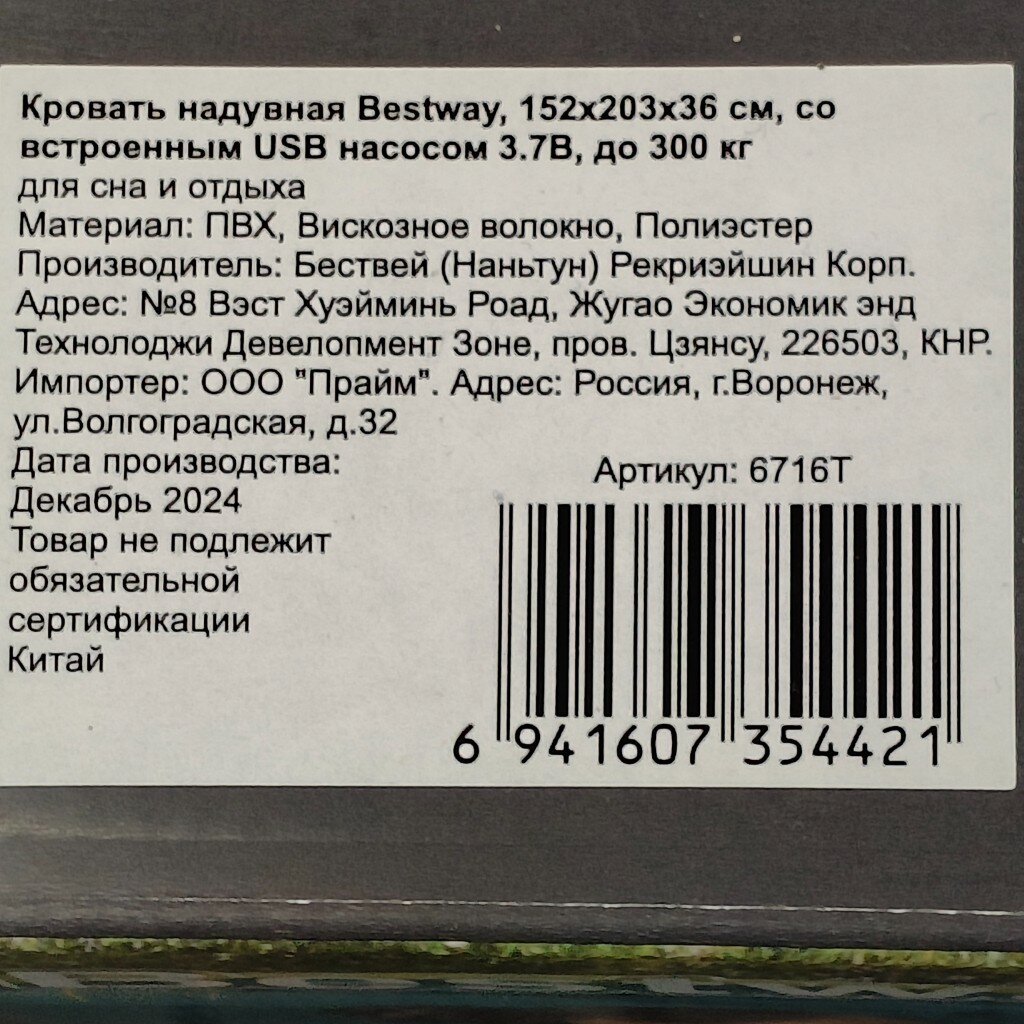 Кровать надувная Bestway, 152x203x36 см, со
встроенным USB насосом 3.7В, до 300 кг
для сна и отдыха
Материал: ПВХ, Вискозное волокно, Полиэстер
Производитель: Бествей (Наньтун) Рекриэйшин Корп.
Адрес: №8 Вэст Хуэйминь Роад, Жугао Экономик энд
Технолоджи Девелопмент Зоне, пров. Цзянсу, 226503, КНР.
Импортер: ООО "Прайм". Адрес: Россия, г.Воронеж,
ул.Волгоградская, д.32
Дата производства:
Декабрь 2024
Товар не подлежит
обязательной
сертификации
Китай
Артикул: 6716T
6 941607 354421